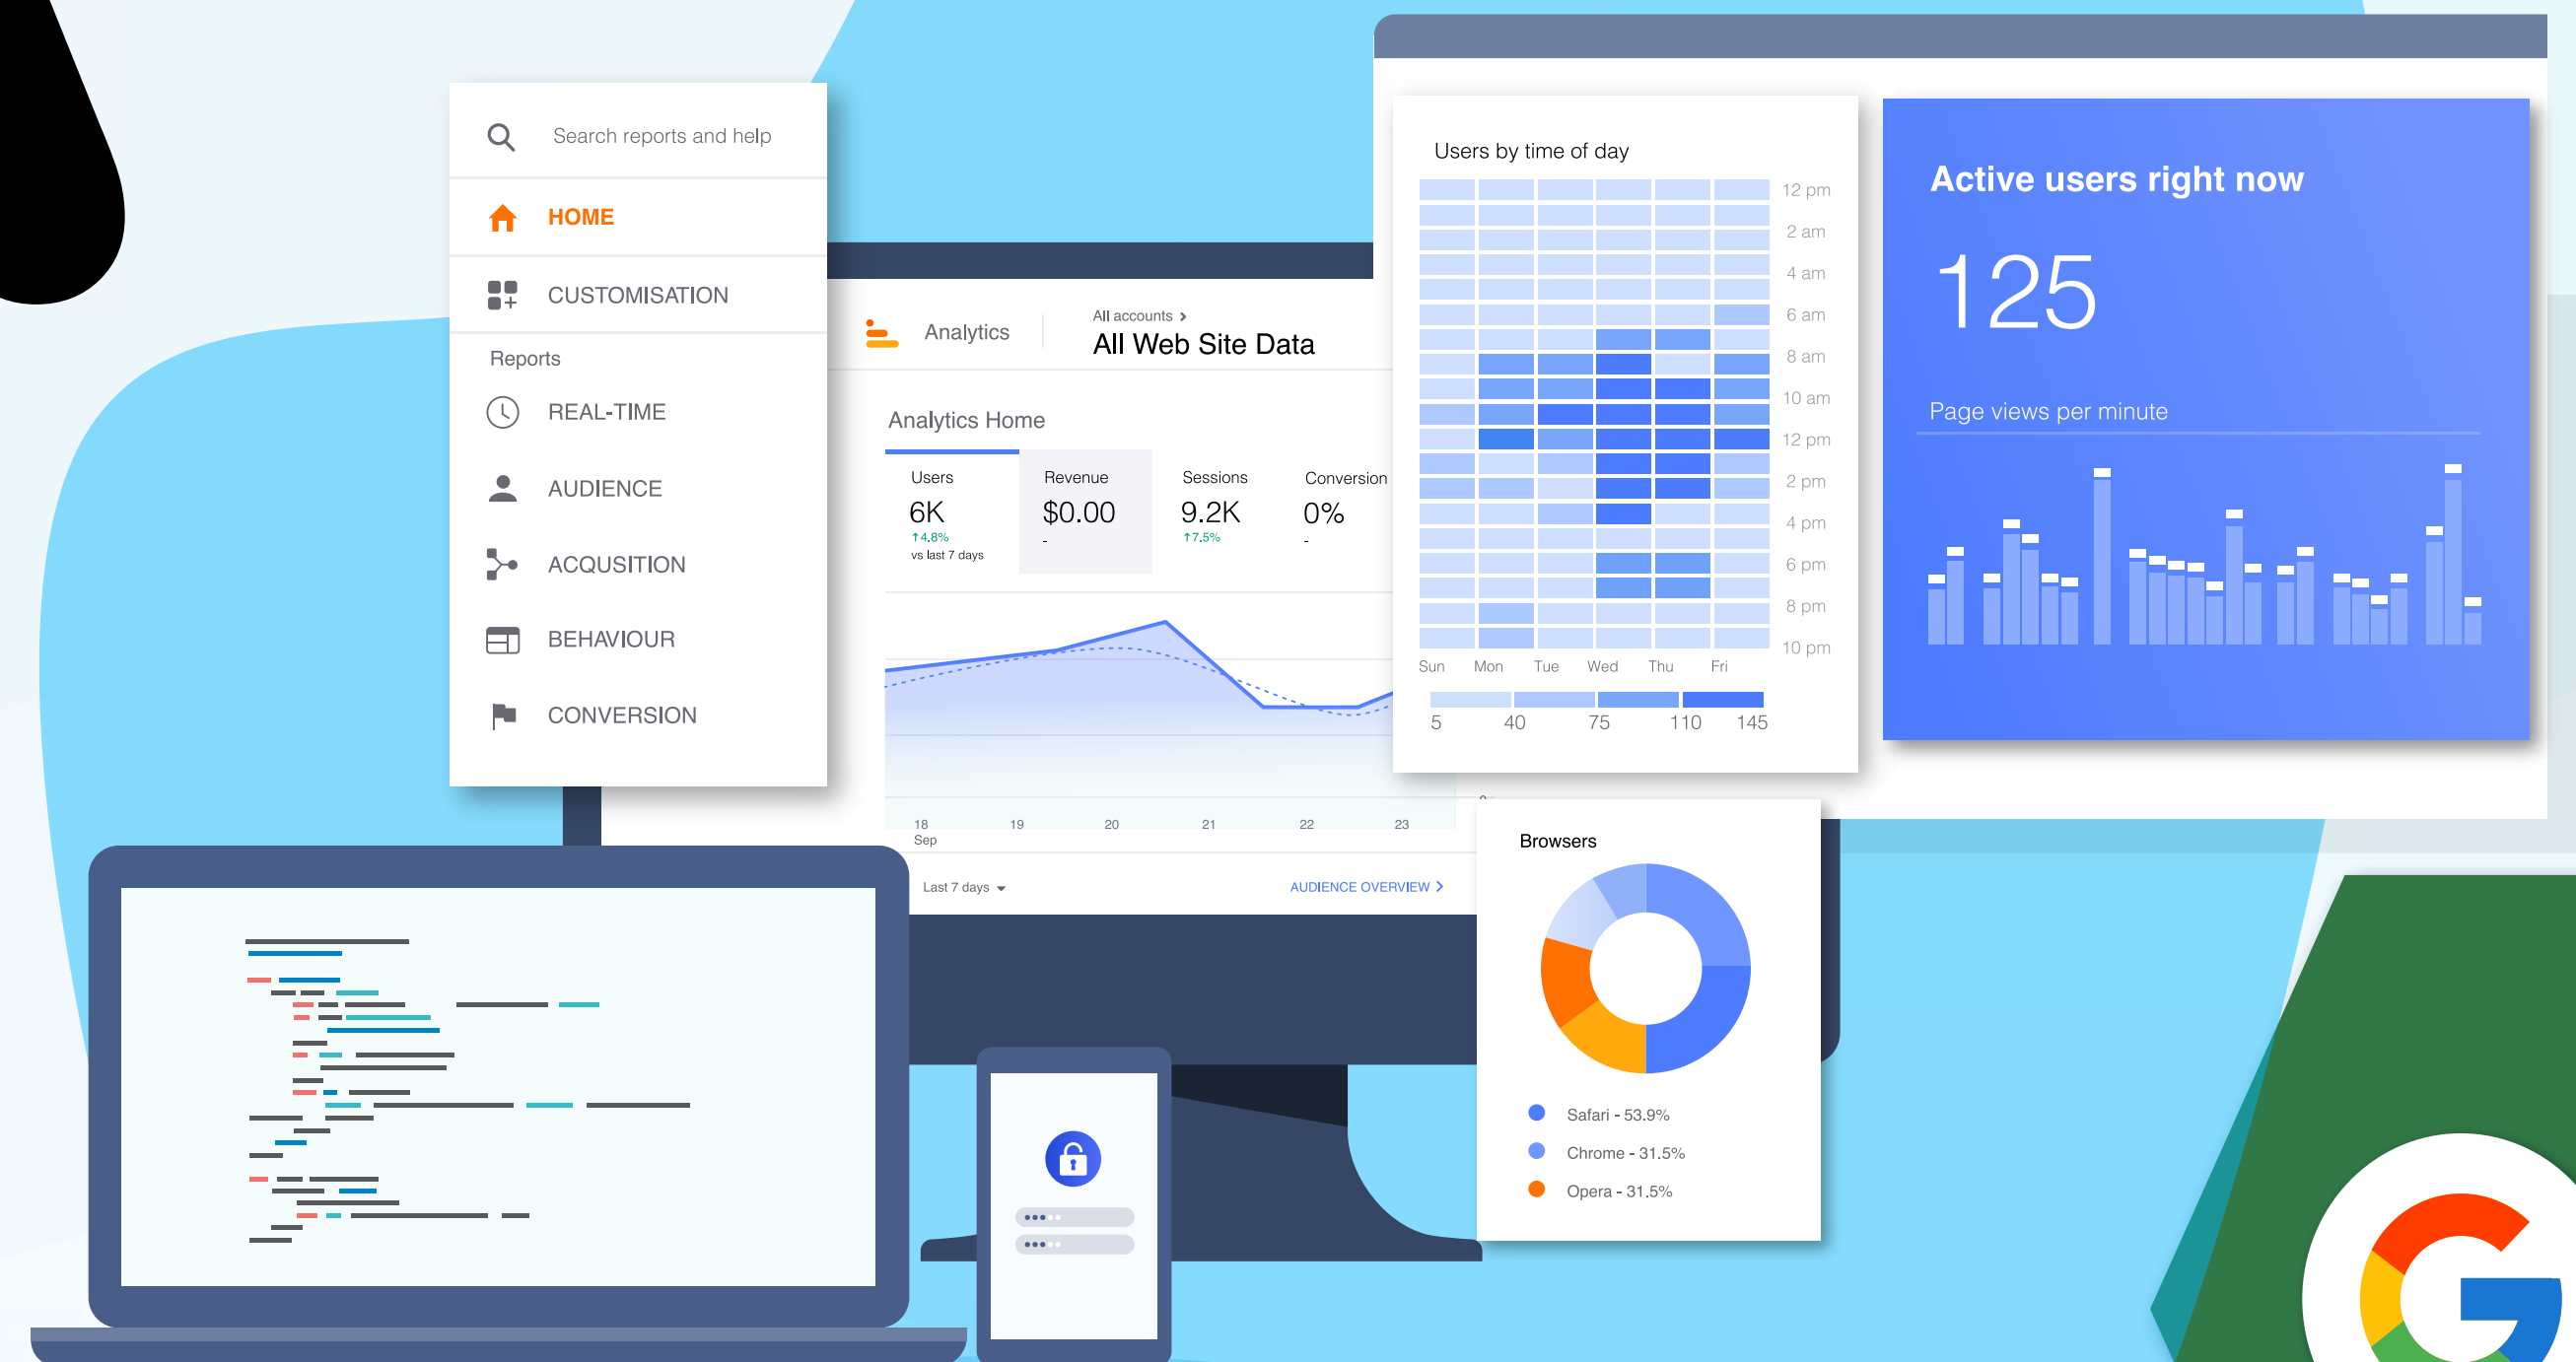 Search reports and help
HOME
CUSTOMISATION
Reports
REAL-TIME
AUDIENCE
ACQUSITION
BEHAVIOUR
CONVERSION
Analytics
All accounts >
All Web Site Data
Analytics Home
Users
6K
↑4.8%
vs last 7 days
Revenue
$0.00
-
Sessions
9.2K
↑7.5%
Conversion
0%
-
18 19 20 21 22 23
Sep
Last 7 days
AUDIENCE OVERVIEW >
Users by time of day
12 pm
2 am
4 am
6 am
8 am
10 am
12 pm
2 pm
4 pm
6 pm
8 pm
10 pm
Sun Mon Tue Wed Thu Fri
5 40 75 110 145
Active users right now
125
Page views per minute
Browsers
Safari - 53.9%
Chrome - 31.5%
Opera - 31.5%
G